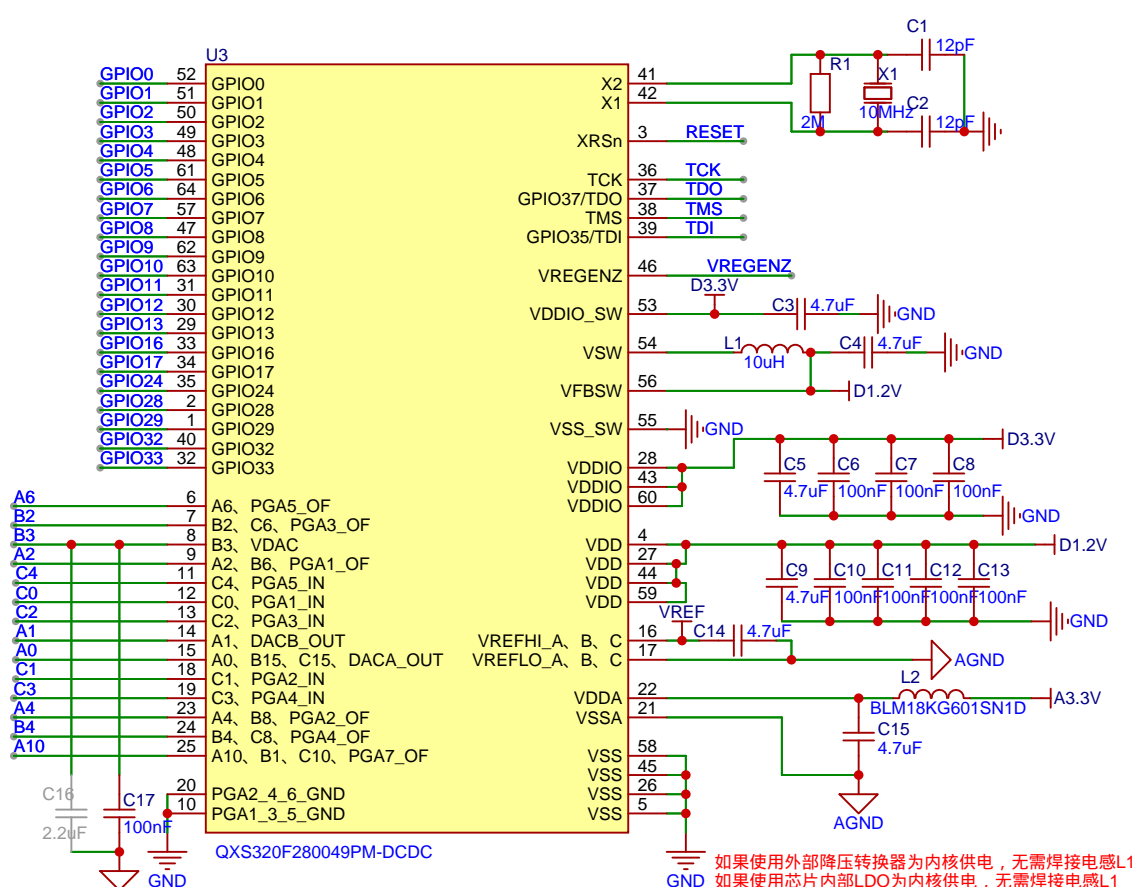 U3
GPIO0 52 GPIO0
GPIO1 51 GPIO1
GPIO2 50 GPIO2
GPIO3 49 GPIO3
GPIO4 48 GPIO4
GPIO5 61 GPIO5
GPIO6 64 GPIO6
GPIO7 57 GPIO7
GPIO8 47 GPIO8
GPIO9 62 GPIO9
GPIO10 63 GPIO10
GPIO11 31 GPIO11
GPIO12 30 GPIO12
GPIO13 29 GPIO13
GPIO16 33 GPIO16
GPIO17 34 GPIO17
GPIO24 35 GPIO24
GPIO28 2 GPIO28
GPIO29 1 GPIO29
GPIO32 40 GPIO32
GPIO33 32 GPIO33
A6 6 A6、PGA5_OF
B2 7 B2、C6、PGA3_OF
B3 8 B3、VDAC
A2 9 A2、B6、PGA1_OF
C4 11 C4、PGA5_IN
C0 12 C0、PGA1_IN
C2 13 C2、PGA3_IN
A1 14 A1、DACB_OUT
A0 15 A0、B15、C15、DACA_OUT
C1 18 C1、PGA2_IN
C3 19 C3、PGA4_IN
A4 23 A4、B8、PGA2_OF
B4 24 B4、C8、PGA4_OF
A10 25 A10、B1、C10、PGA7_OF
20 PGA2_4_6_GND
10 PGA1_3_5_GND
C16
2.2uF
C17
100nF
GND
QXS320F280049PM-DCDC
X2 41
X1 42
R1
2M
X1
10MHz
C1
12pF
C2
12pF
XRSn 3 RESET
TCK 36 TCK
GPIO37/TDO 37 TDO
TMS 38 TMS
GPIO35/TDI 39 TDI
VREGENZ 46 VREGENZ
D3.3V
VDDIO_SW 53 C3 4.7uF GND
VSW 54 L1 10uH C4 4.7uF GND
VFBSW 56 D1.2V
VSS_SW 55 GND
VDDIO 28
VDDIO 43
VDDIO 60
D3.3V
C5 C6 C7 C8
4.7uF 100nF 100nF 100nF
GND
VDD 4
VDD 27
VDD 44
VDD 59
D1.2V
C9 C10 C11 C12 C13
4.7uF 100nF 100nF 100nF 100nF
GND
VREF
VREFHI_A、B、C 16 C14 4.7uF
VREFLO_A、B、C 17 AGND
VDDA 22 L2 A3.3V
BLM18KG601SN1D
VSSA 21
C15
4.7uF
AGND
VSS 58
VSS 45
VSS 26
VSS 5
GND
如果使用外部降压转换器为内核供电，无需焊接电感L1
如果使用芯片内部LDO为内核供电，无需焊接电感L1